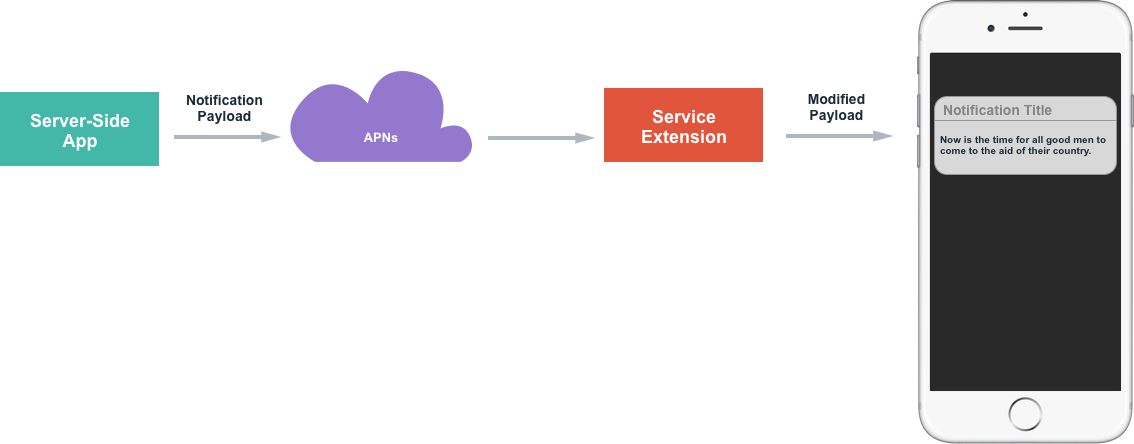 Server-Side
App
Notification
Payload
APNs
Service
Extension
Modified
Payload
Notification Title
Now is the time for all good men to
come to the aid of their country.